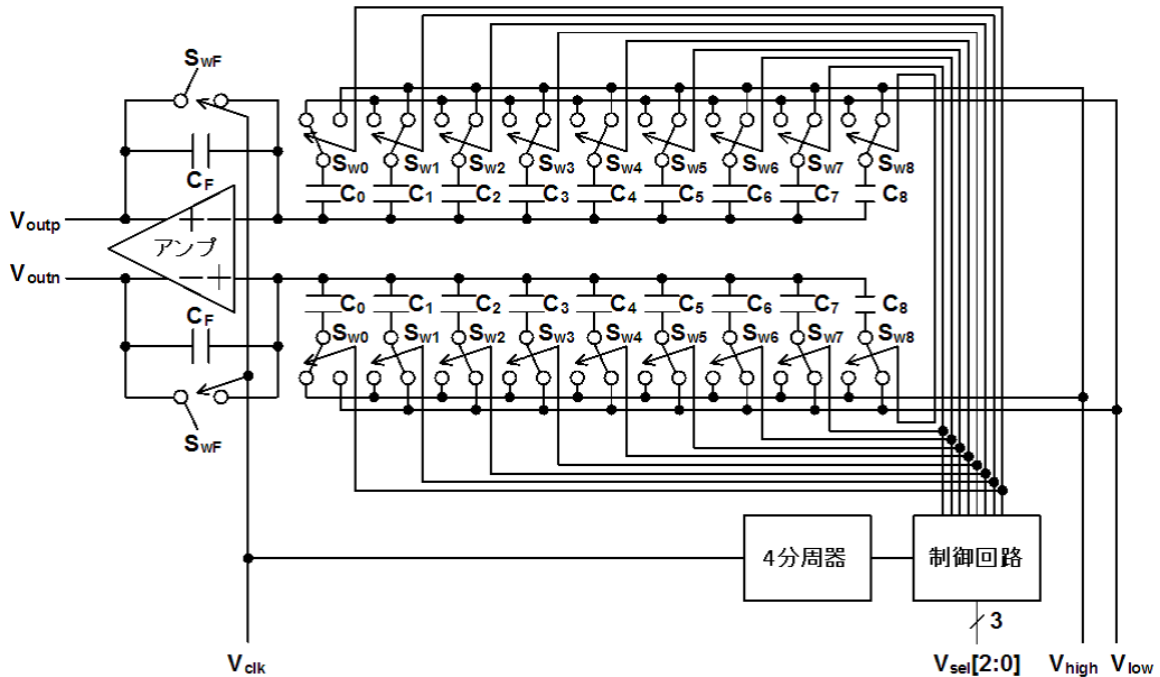 SwF
CF
Sw0 Sw1 Sw2 Sw3 Sw4 Sw5 Sw6 Sw7 Sw8
C0 C1 C2 C3 C4 C5 C6 C7 C8
Voutp
アンプ
Voutn
CF
C0 C1 C2 C3 C4 C5 C6 C7 C8
Sw0 Sw1 Sw2 Sw3 Sw4 Sw5 Sw6 Sw7 Sw8
SwF
4分周器
制御回路
3
Vclk
Vsel[2:0]
Vhigh
Vlow